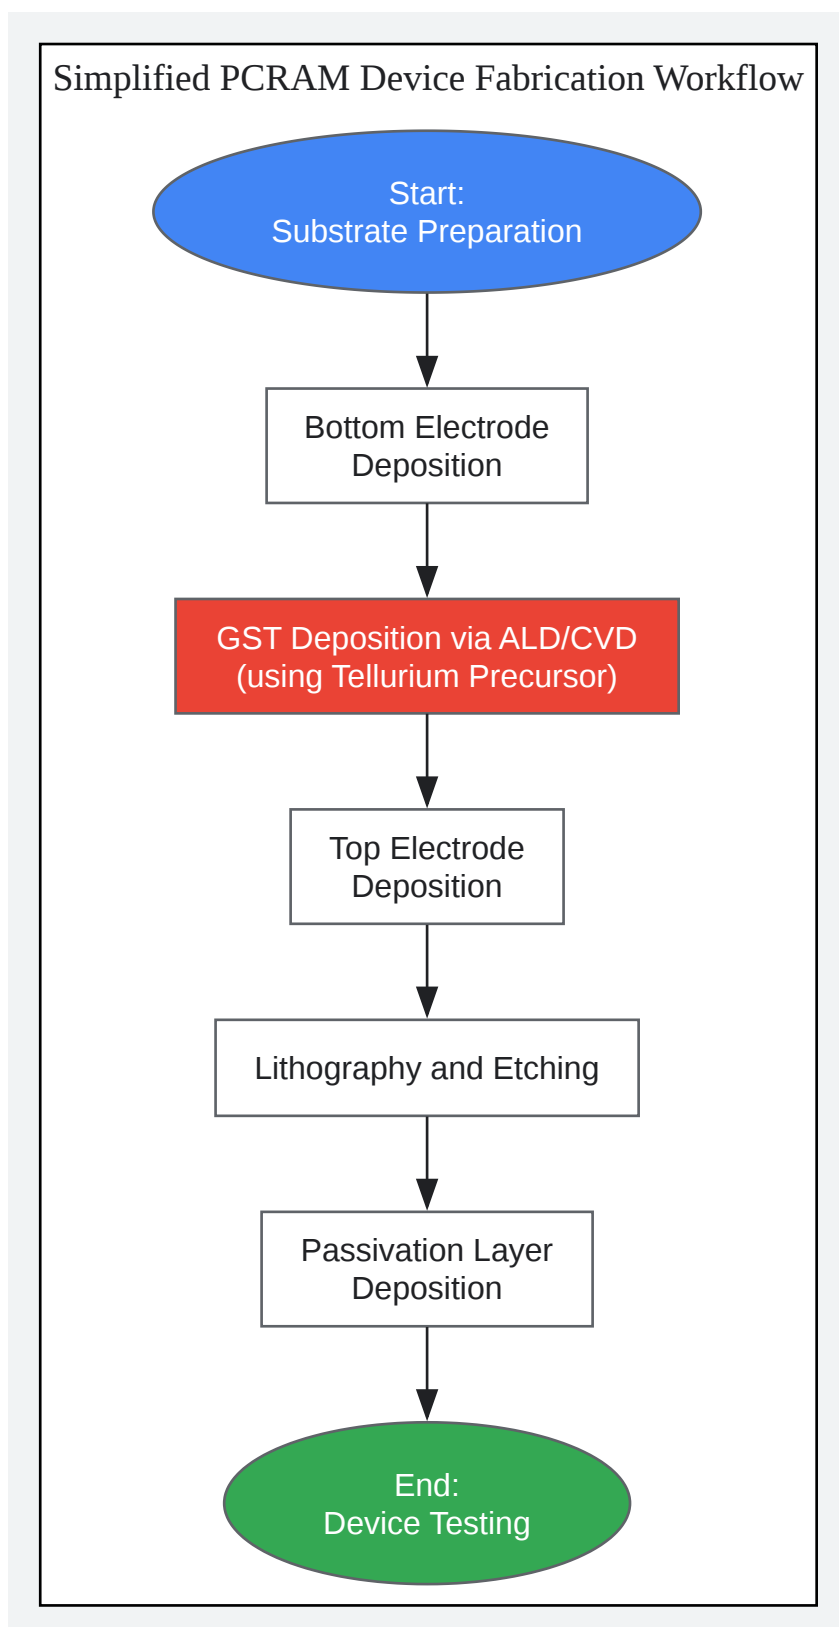 Simplified PCRAM Device Fabrication Workflow
Start:
Substrate Preparation
Bottom Electrode
Deposition
GST Deposition via ALD/CVD
(using Tellurium Precursor)
Top Electrode
Deposition
Lithography and Etching
Passivation Layer
Deposition
End:
Device Testing